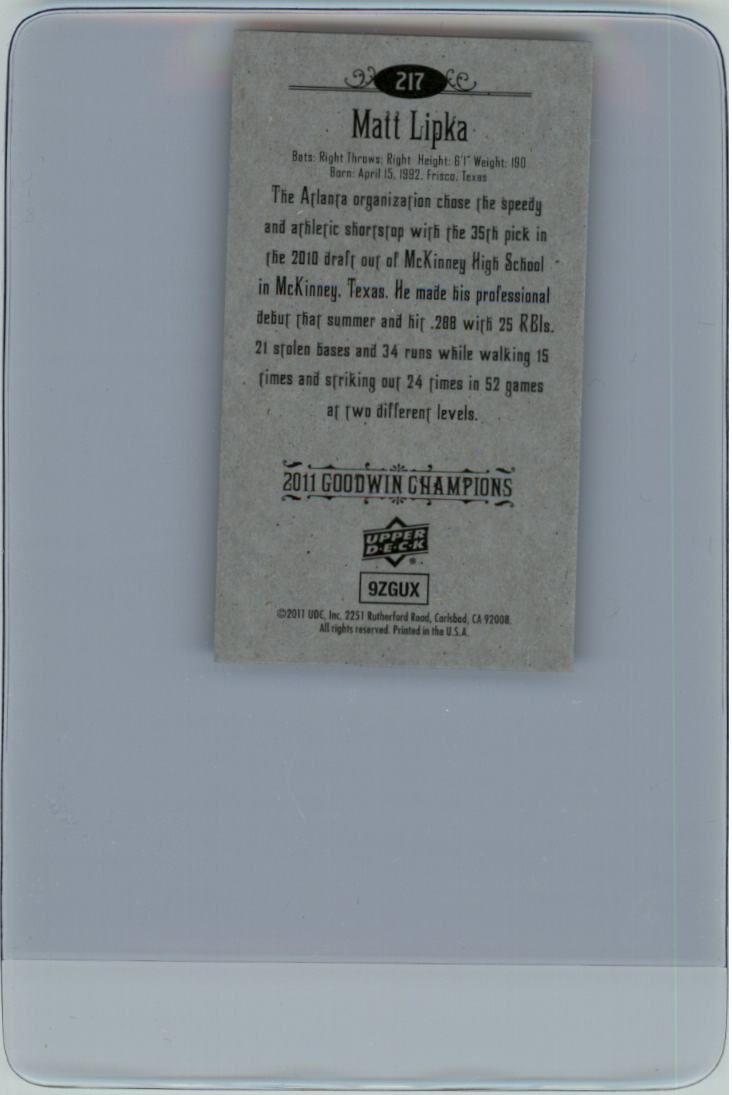 217
Matt Lipka
Bats: Right Throws: Right Height: 6'1" Weight: 190
Born: April 15, 1992, Frisco, Texas
The Atlanta organization chose the speedy
and athletic shortstop with the 35th pick in
the 2010 draft out of McKinney High School
in McKinney, Texas. He made his professional
debut that summer and hit .288 with 25 RBIs,
21 stolen bases and 34 runs while walking 15
times and striking out 24 times in 52 games
at two different levels.
2011 GOODWIN CHAMPIONS
UPPER
D·E·C·K
9ZGUX
©2011 UDC, Inc. 2251 Rutherford Road, Carlsbad, CA 92008.
All rights reserved. Printed in the U.S.A.